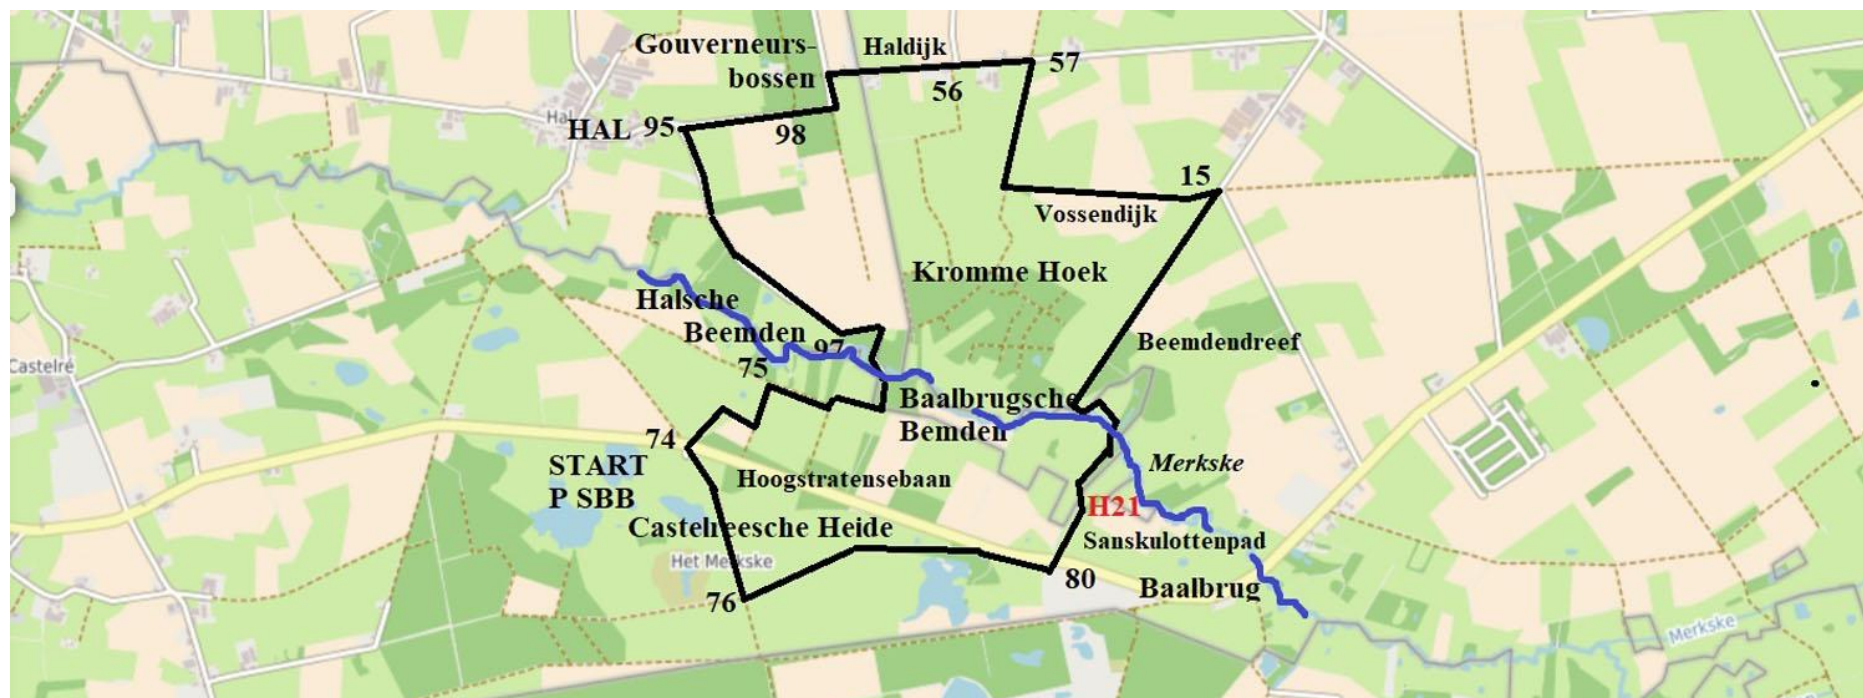 Gouverneurs-
bossen
Haldijk
57
56
Hal
HAL 95
98
15
Vossendijk
Kromme Hoek
Halsche
Beemden
97
75
Beemdendreef
Castelré
Baalbrugsche
Bemden
74
START
P SBB
Hoogstratensebaan
Merkske
H21
Castelreesche Heide
Sanskulottenpad
Het Merkske
80
Baalbrug
76
Merkske